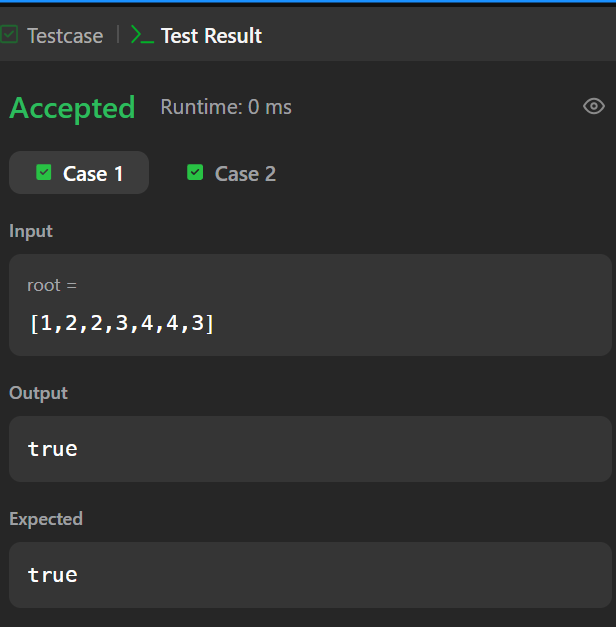 Testcase | >_ Test Result
Accepted Runtime: 0 ms
Case 1 Case 2
Input
root =
[1,2,2,3,4,4,3]
Output
true
Expected
true